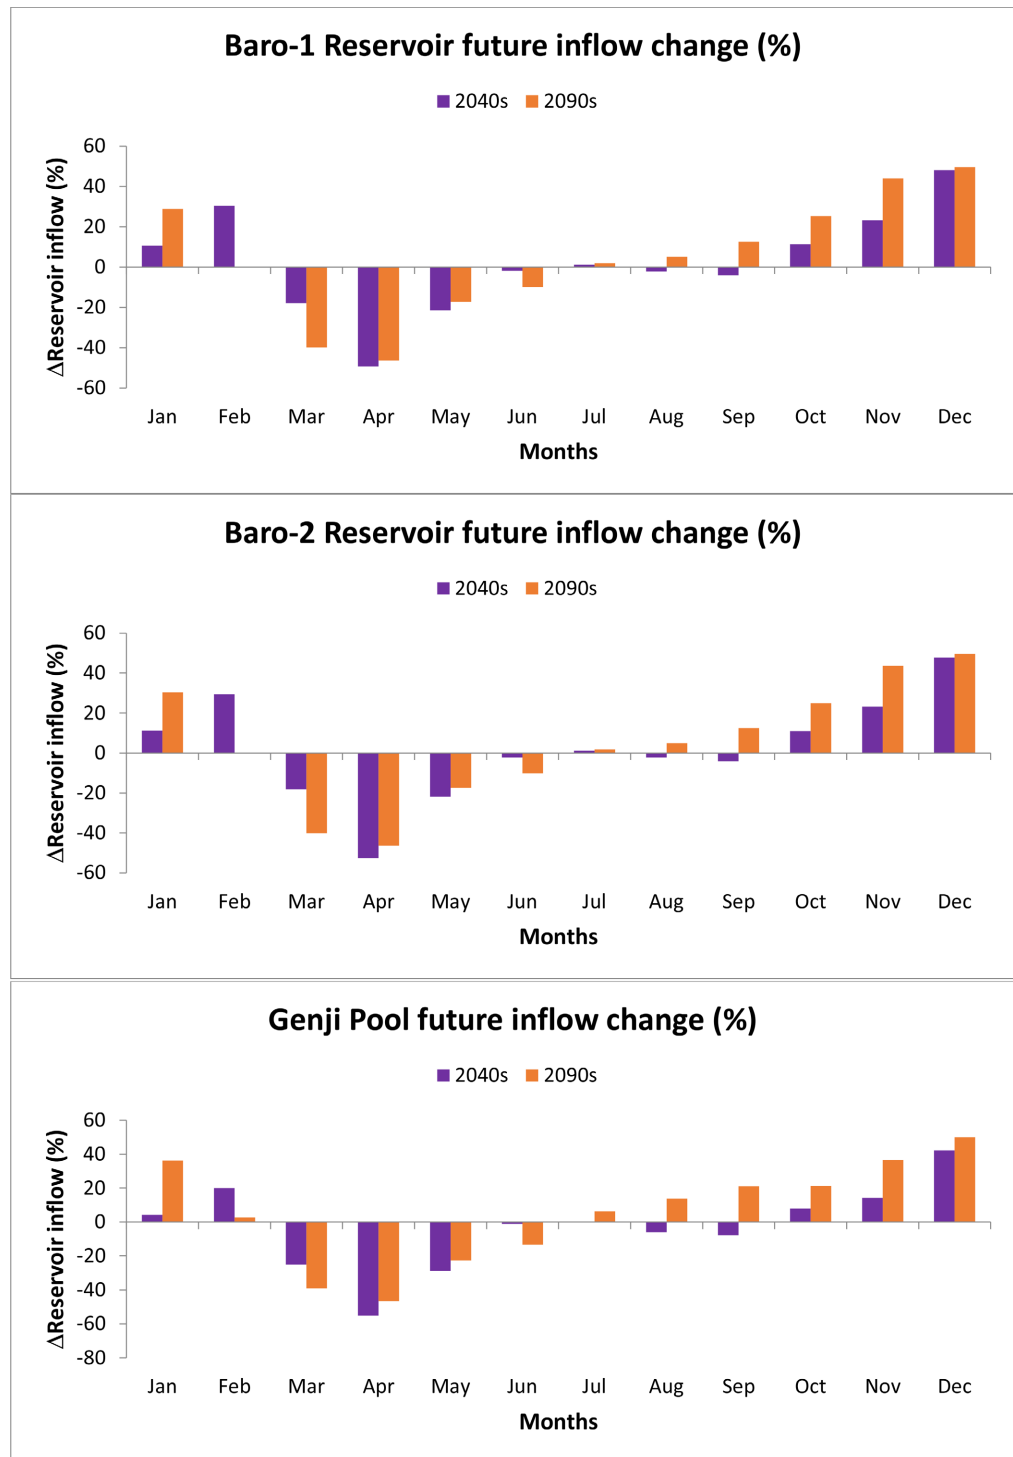 Baro-1 Reservoir future inflow change (%)
2040s 2090s
ΔReservoir inflow (%)
60
40
20
0
-20
-40
-60
Jan Feb Mar Apr May Jun Jul Aug Sep Oct Nov Dec
Months
Baro-2 Reservoir future inflow change (%)
2040s 2090s
ΔReservoir inflow (%)
60
40
20
0
-20
-40
-60
Jan Feb Mar Apr May Jun Jul Aug Sep Oct Nov Dec
Months
Genji Pool future inflow change (%)
2040s 2090s
ΔReservoir inflow (%)
60
40
20
0
-20
-40
-60
-80
Jan Feb Mar Apr May Jun Jul Aug Sep Oct Nov Dec
Months